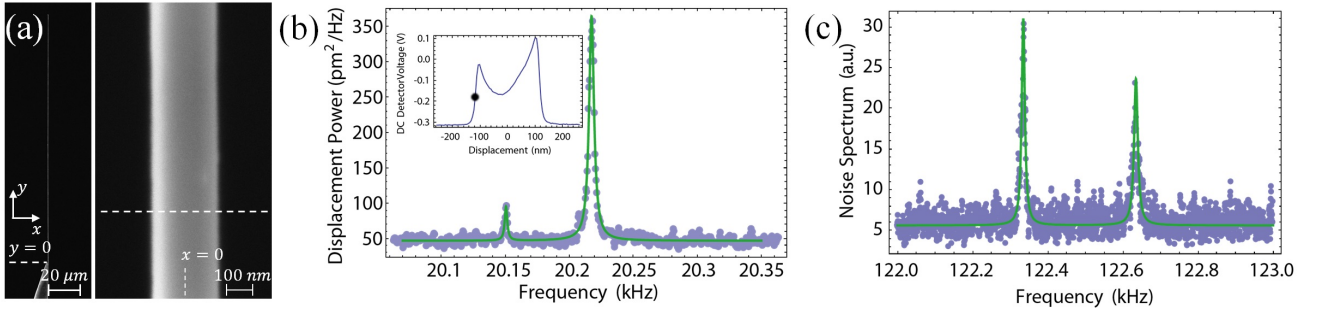 (a)
y
x
y = 0
20 μm
x = 0
100 nm
(b)
Displacement Power (pm²/Hz)
350
300
250
200
150
100
50
20.1 20.15 20.2 20.25 20.3 20.35
Frequency (kHz)
DC DetectorVoltage (V)
0.1
0.0
-0.1
-0.2
-0.3
-200 -100 0 100 200
Displacement (nm)
(c)
Noise Spectrum (a.u.)
30
25
20
15
10
5
122.0 122.2 122.4 122.6 122.8 123.0
Frequency (kHz)